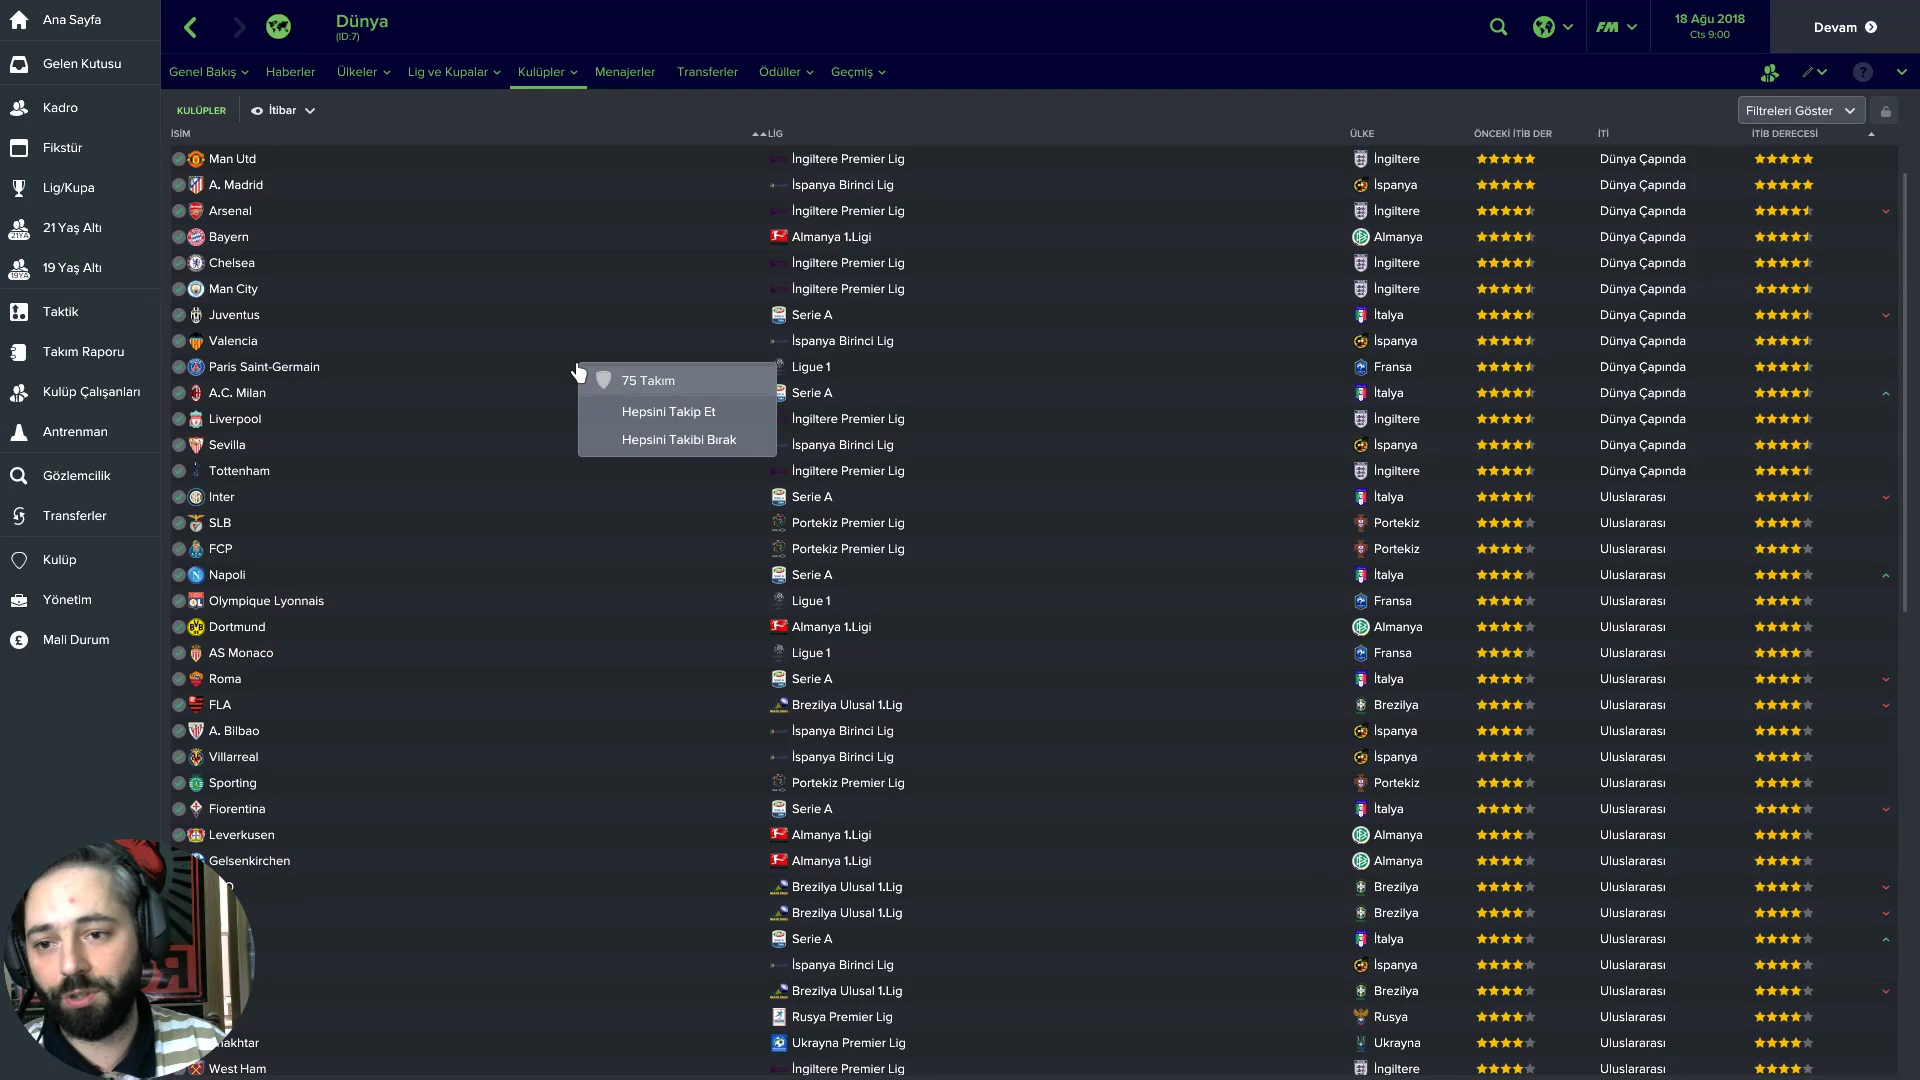 Ana Sayfa
Gelen Kutusu
Kadro
Fikstür
Lig/Kupa
21 Yaş Altı
19 Yaş Altı
Taktik
Takım Raporu
Kulüp Çalışanları
Antrenman
Gözlemcilik
Transferler
Kulüp
Yönetim
Mali Durum
Dünya
(ID:7)
FM
18 Ağu 2018
Cts 9:00
Devam
Genel Bakış Haberler Ülkeler Lig ve Kupalar Kulüpler Menajerler Transferler Ödüller Geçmiş
KULÜPLER İtibar Filtreleri Göster
İSİM LİG ÜLKE ÖNCEKİ İTİB DER İTİ İTİB DERECESİ
Man Utd İngiltere Premier Lig İngiltere Dünya Çapında
A. Madrid İspanya Birinci Lig İspanya Dünya Çapında
Arsenal İngiltere Premier Lig İngiltere Dünya Çapında
Bayern Almanya 1.Ligi Almanya Dünya Çapında
Chelsea İngiltere Premier Lig İngiltere Dünya Çapında
Man City İngiltere Premier Lig İngiltere Dünya Çapında
Juventus Serie A İtalya Dünya Çapında
Valencia İspanya Birinci Lig İspanya Dünya Çapında
Paris Saint-Germain Ligue 1 Fransa Dünya Çapında
75 Takım
A.C. Milan Serie A İtalya Dünya Çapında
Hepsini Takip Et
Liverpool İngiltere Premier Lig İngiltere Dünya Çapında
Hepsini Takibi Bırak
Sevilla İspanya Birinci Lig İspanya Dünya Çapında
Tottenham İngiltere Premier Lig İngiltere Dünya Çapında
Inter Serie A İtalya Uluslararası
SLB Portekiz Premier Lig Portekiz Uluslararası
FCP Portekiz Premier Lig Portekiz Uluslararası
Napoli Serie A İtalya Uluslararası
Olympique Lyonnais Ligue 1 Fransa Uluslararası
Dortmund Almanya 1.Ligi Almanya Uluslararası
AS Monaco Ligue 1 Fransa Uluslararası
Roma Serie A İtalya Uluslararası
FLA Brezilya Ulusal 1.Lig Brezilya Uluslararası
A. Bilbao İspanya Birinci Lig İspanya Uluslararası
Villarreal İspanya Birinci Lig İspanya Uluslararası
Sporting Portekiz Premier Lig Portekiz Uluslararası
Fiorentina Serie A İtalya Uluslararası
Leverkusen Almanya 1.Ligi Almanya Uluslararası
Gelsenkirchen Almanya 1.Ligi Almanya Uluslararası
Brezilya Ulusal 1.Lig Brezilya Uluslararası
Brezilya Ulusal 1.Lig Brezilya Uluslararası
Serie A İtalya Uluslararası
İspanya Birinci Lig İspanya Uluslararası
Brezilya Ulusal 1.Lig Brezilya Uluslararası
Rusya Premier Lig Rusya Uluslararası
akhtar Ukrayna Premier Lig Ukrayna Uluslararası
West Ham İngiltere Premier Lig İngiltere Uluslararası